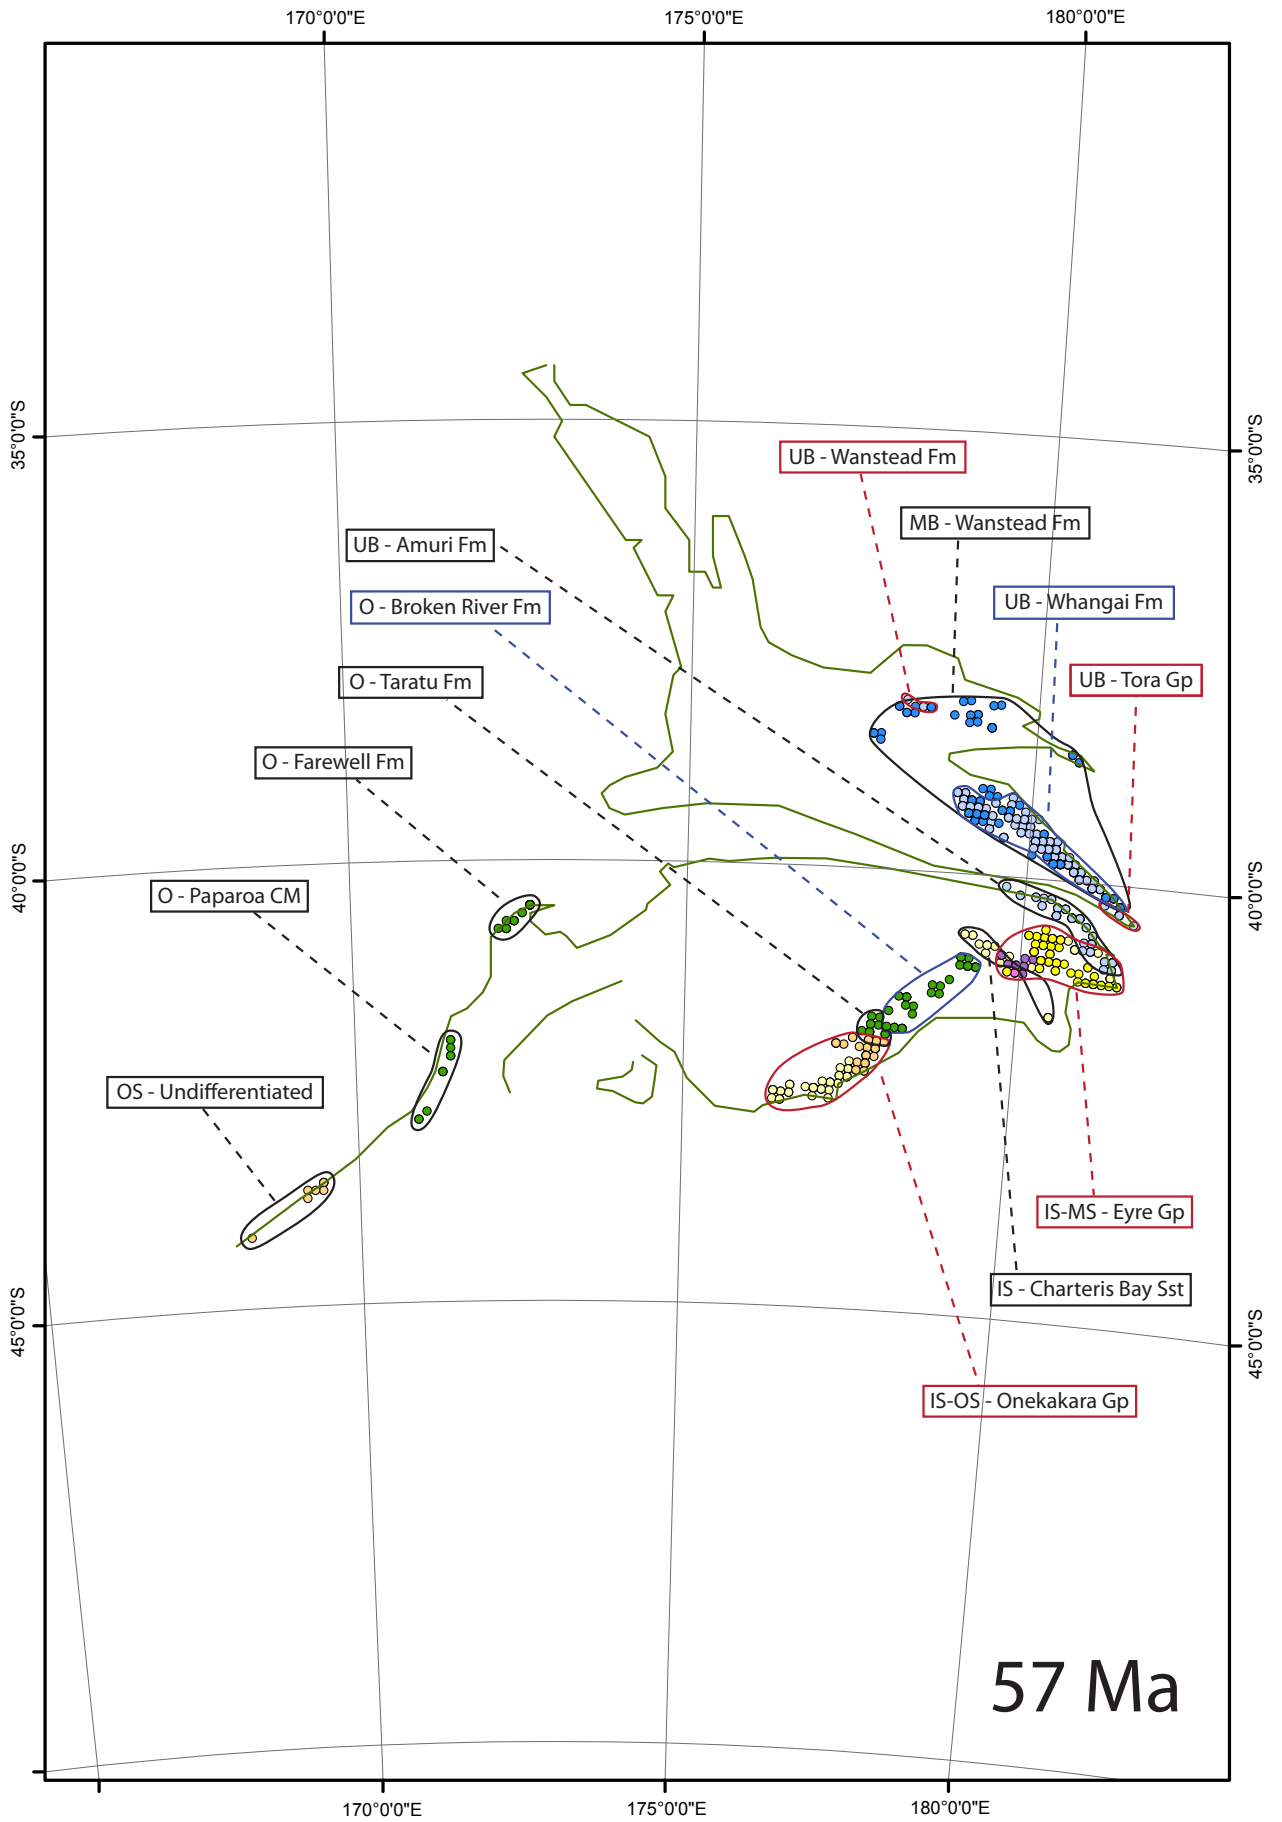 170°0'0"E
175°0'0"E
180°0'0"E
35°0'0"S
35°0'0"S
UB - Wanstead Fm
MB - Wanstead Fm
UB - Amuri Fm
UB - Whangai Fm
O - Broken River Fm
UB - Tora Gp
O - Taratu Fm
O - Farewell Fm
40°0'0"S
40°0'0"S
O - Paparoa CM
OS - Undifferentiated
IS-MS - Eyre Gp
IS - Charteris Bay Sst
45°0'0"S
45°0'0"S
IS-OS - Onekakara Gp
57 Ma
170°0'0"E
175°0'0"E
180°0'0"E